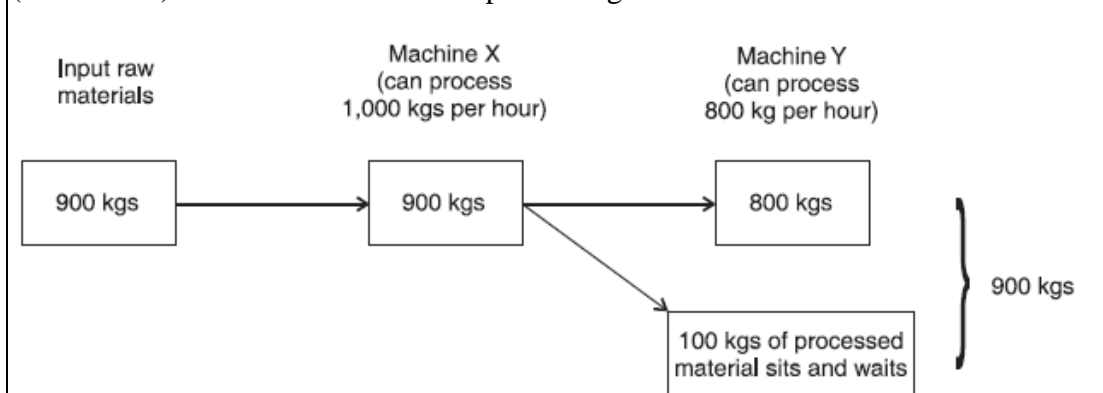 Input raw
materials
Machine X
(can process
1,000 kgs per hour)
Machine Y
(can process
800 kg per hour)
900 kgs
900 kgs
800 kgs
900 kgs
100 kgs of processed
material sits and waits